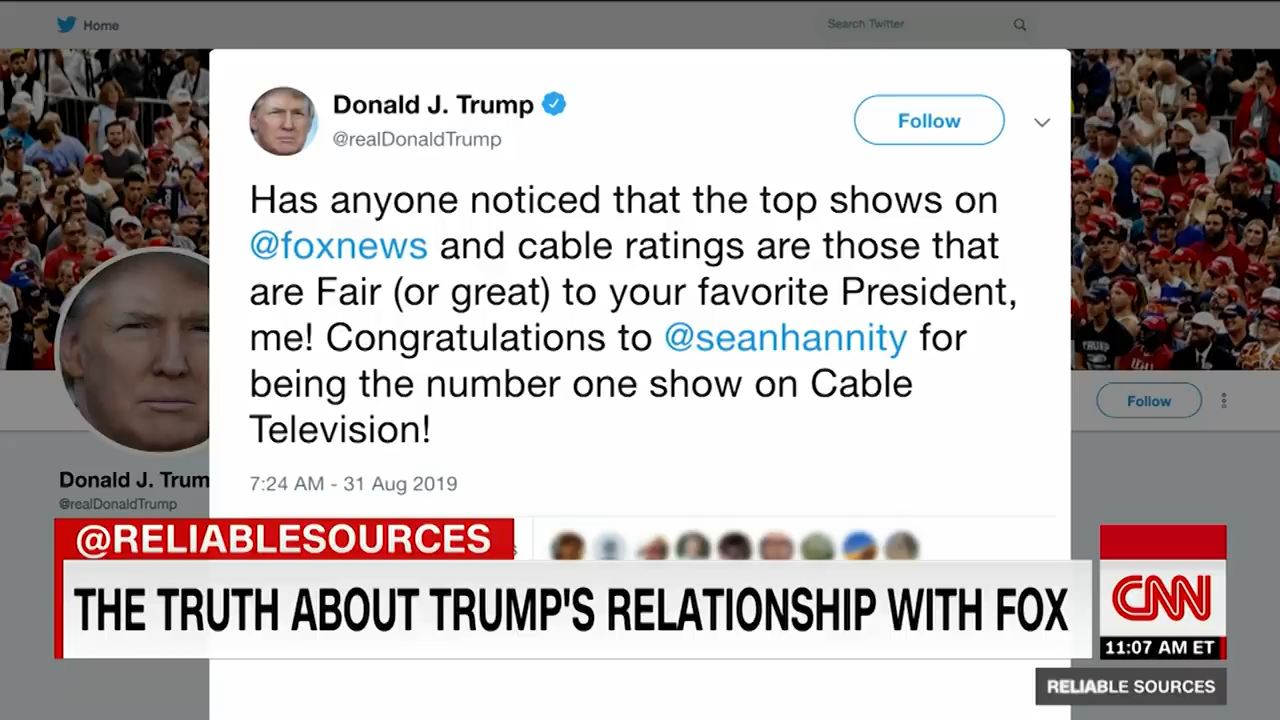 Home
Search Twitter
Donald J. Trump
Follow
@realDonaldTrump
Has anyone noticed that the top shows on
@foxnews and cable ratings are those that
are Fair (or great) to your favorite President,
me! Congratulations to @seanhannity for
being the number one show on Cable
Television!
7:24 AM - 31 Aug 2019
Follow
Donald J. Trum
@realDonaldTrump
@RELIABLESOURCES
THE TRUTH ABOUT TRUMP'S RELATIONSHIP WITH FOX
CNN
11:07 AM ET
RELIABLE SOURCES